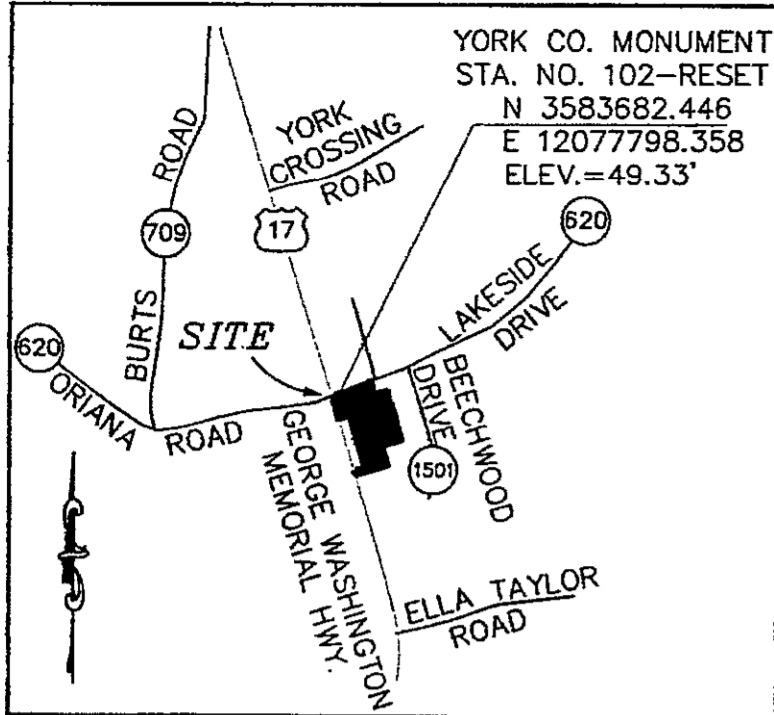 YORK CO. MONUMENT
STA. NO. 102-RESET
N 3583682.446
E 12077798.358
ELEV.=49.33'
YORK
CROSSING
ROAD
ROAD
709
BURTS
17
620
LAKESIDE
DRIVE
SITE
620
ORIANA
ROAD
BEECHWOOD
DRIVE
1501
GEORGE WASHINGTON
MEMORIAL HWY.
ELLA TAYLOR
ROAD